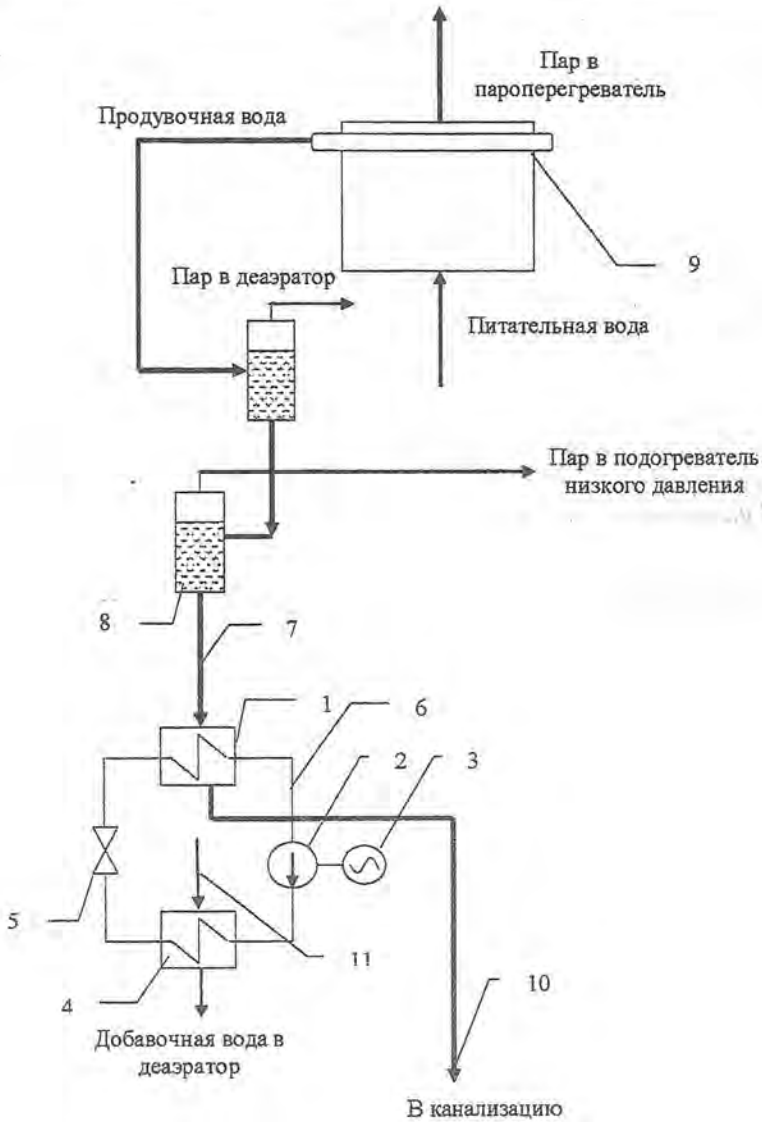 Пар в
пароперегреватель
Продувочная вода
9
Пар в деаэратор
Питательная вода
Пар в подогреватель
низкого давления
8
7
1
6
2
3
5
4
11
10
Добавочная вода в
деаэратор
В канализацию